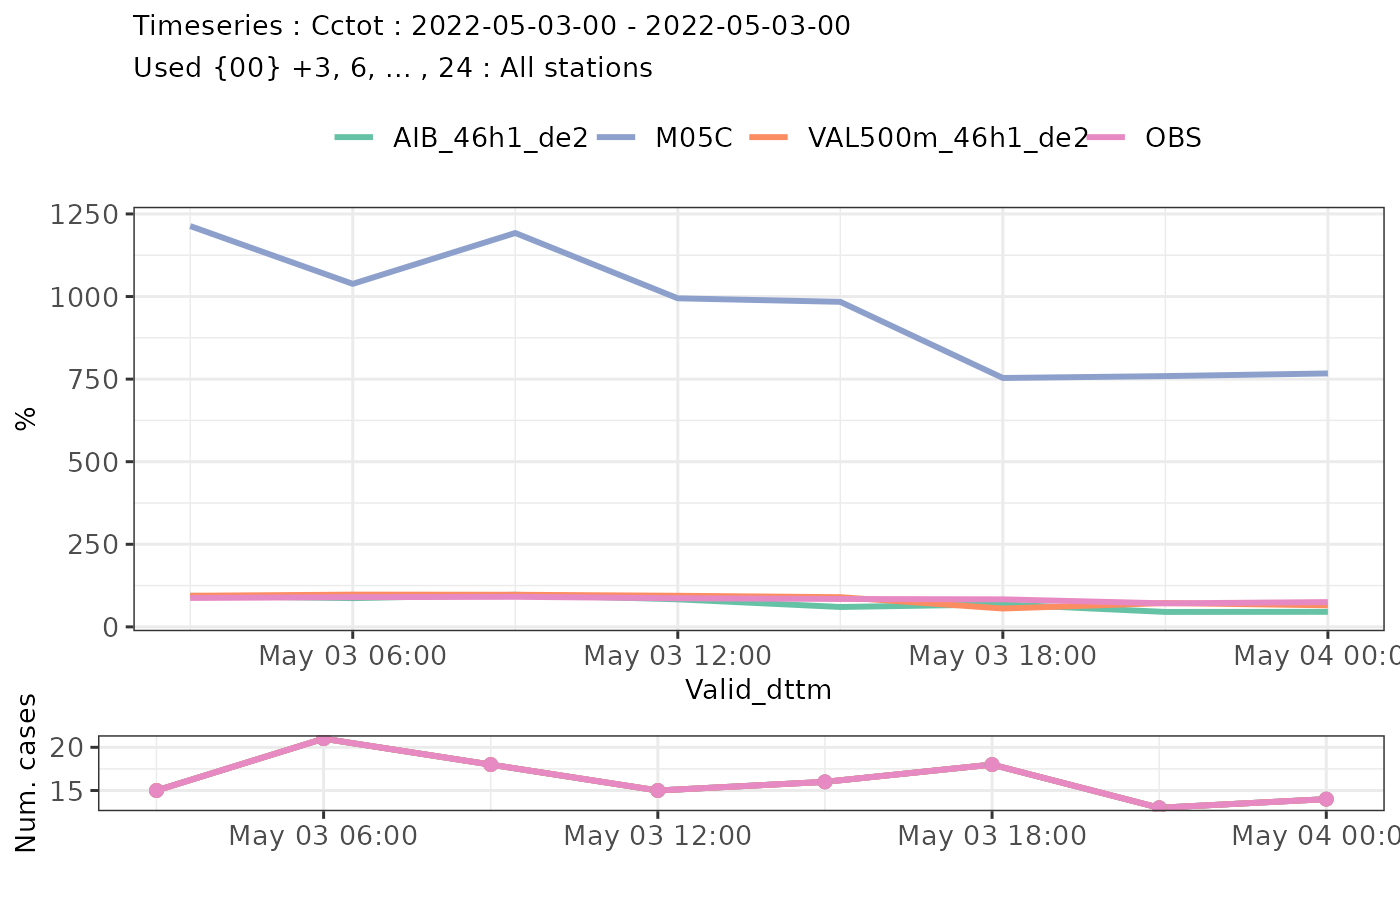 Timeseries : Cctot : 2022-05-03-00 - 2022-05-03-00
Used {00} +3, 6, ... , 24 : All stations
AIB_46h1_de2 M05C VAL500m_46h1_de2 OBS
1250
1000
750
500
250
0
%
May 03 06:00 May 03 12:00 May 03 18:00 May 04 00:0
Valid_dttm
Num. cases
20
15
May 03 06:00 May 03 12:00 May 03 18:00 May 04 00:0